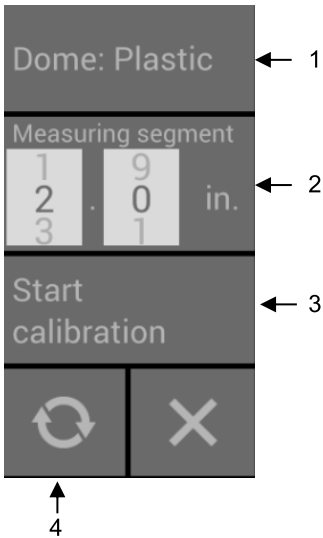 Dome: Plastic
1
Measuring segment
1 9
2 . 0 in.
3 1
2
Start
calibration
3
4